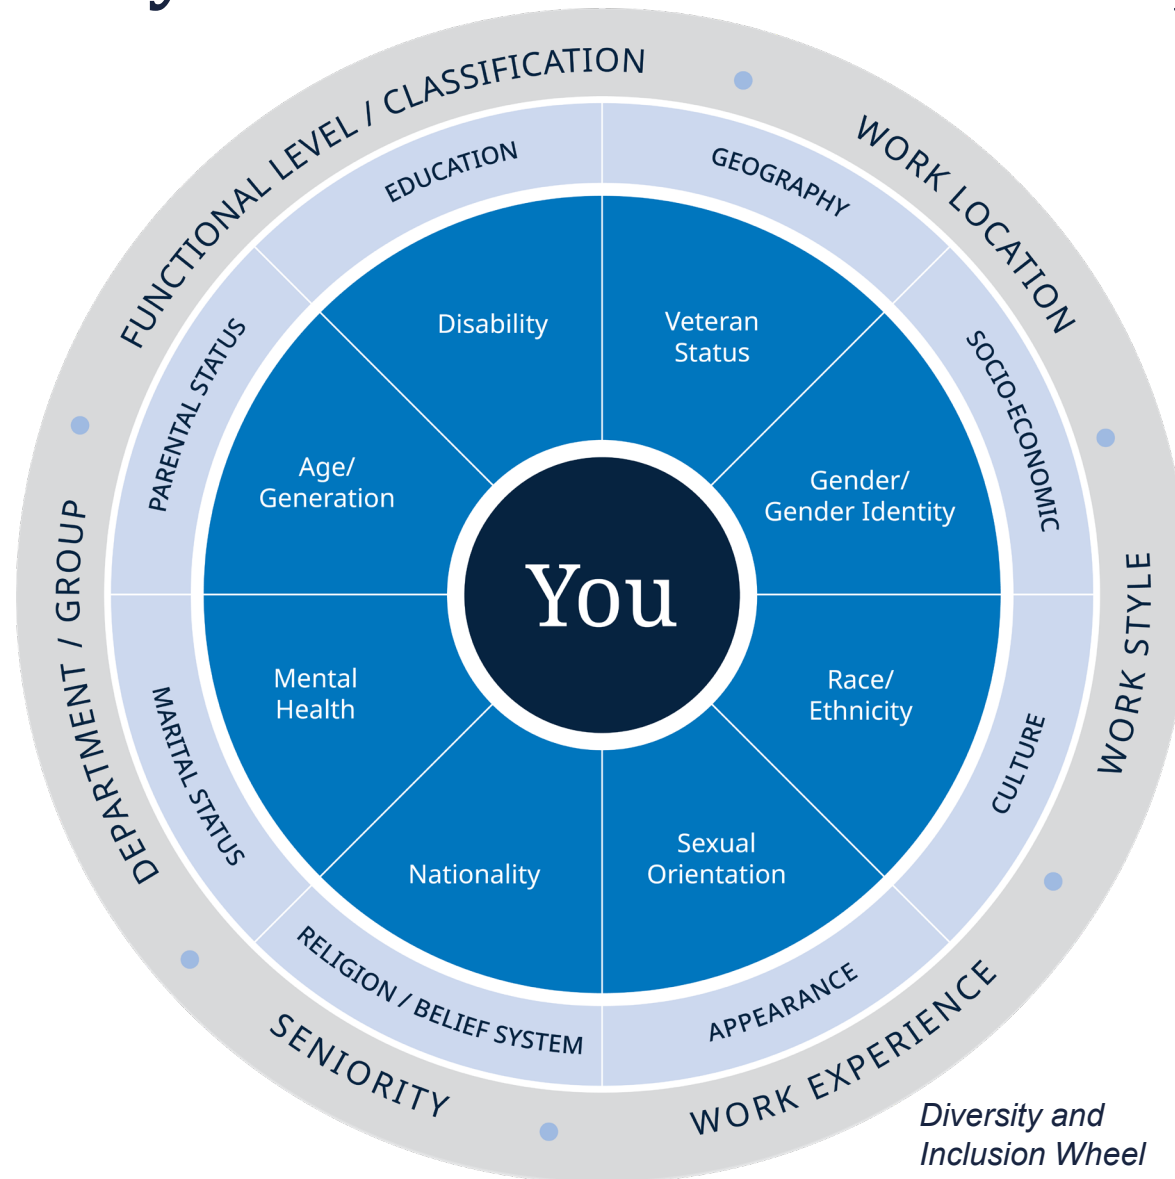 FUNCTIONAL LEVEL / CLASSIFICATION
WORK LOCATION
WORK STYLE
WORK EXPERIENCE
SENIORITY
DEPARTMENT / GROUP
EDUCATION
GEOGRAPHY
SOCIO-ECONOMIC
CULTURE
APPEARANCE
RELIGION / BELIEF SYSTEM
MARITAL STATUS
PARENTAL STATUS
Disability
Veteran
Status
Gender/
Gender Identity
Race/
Ethnicity
Sexual
Orientation
Nationality
Mental
Health
Age/
Generation
You
Diversity and
Inclusion Wheel